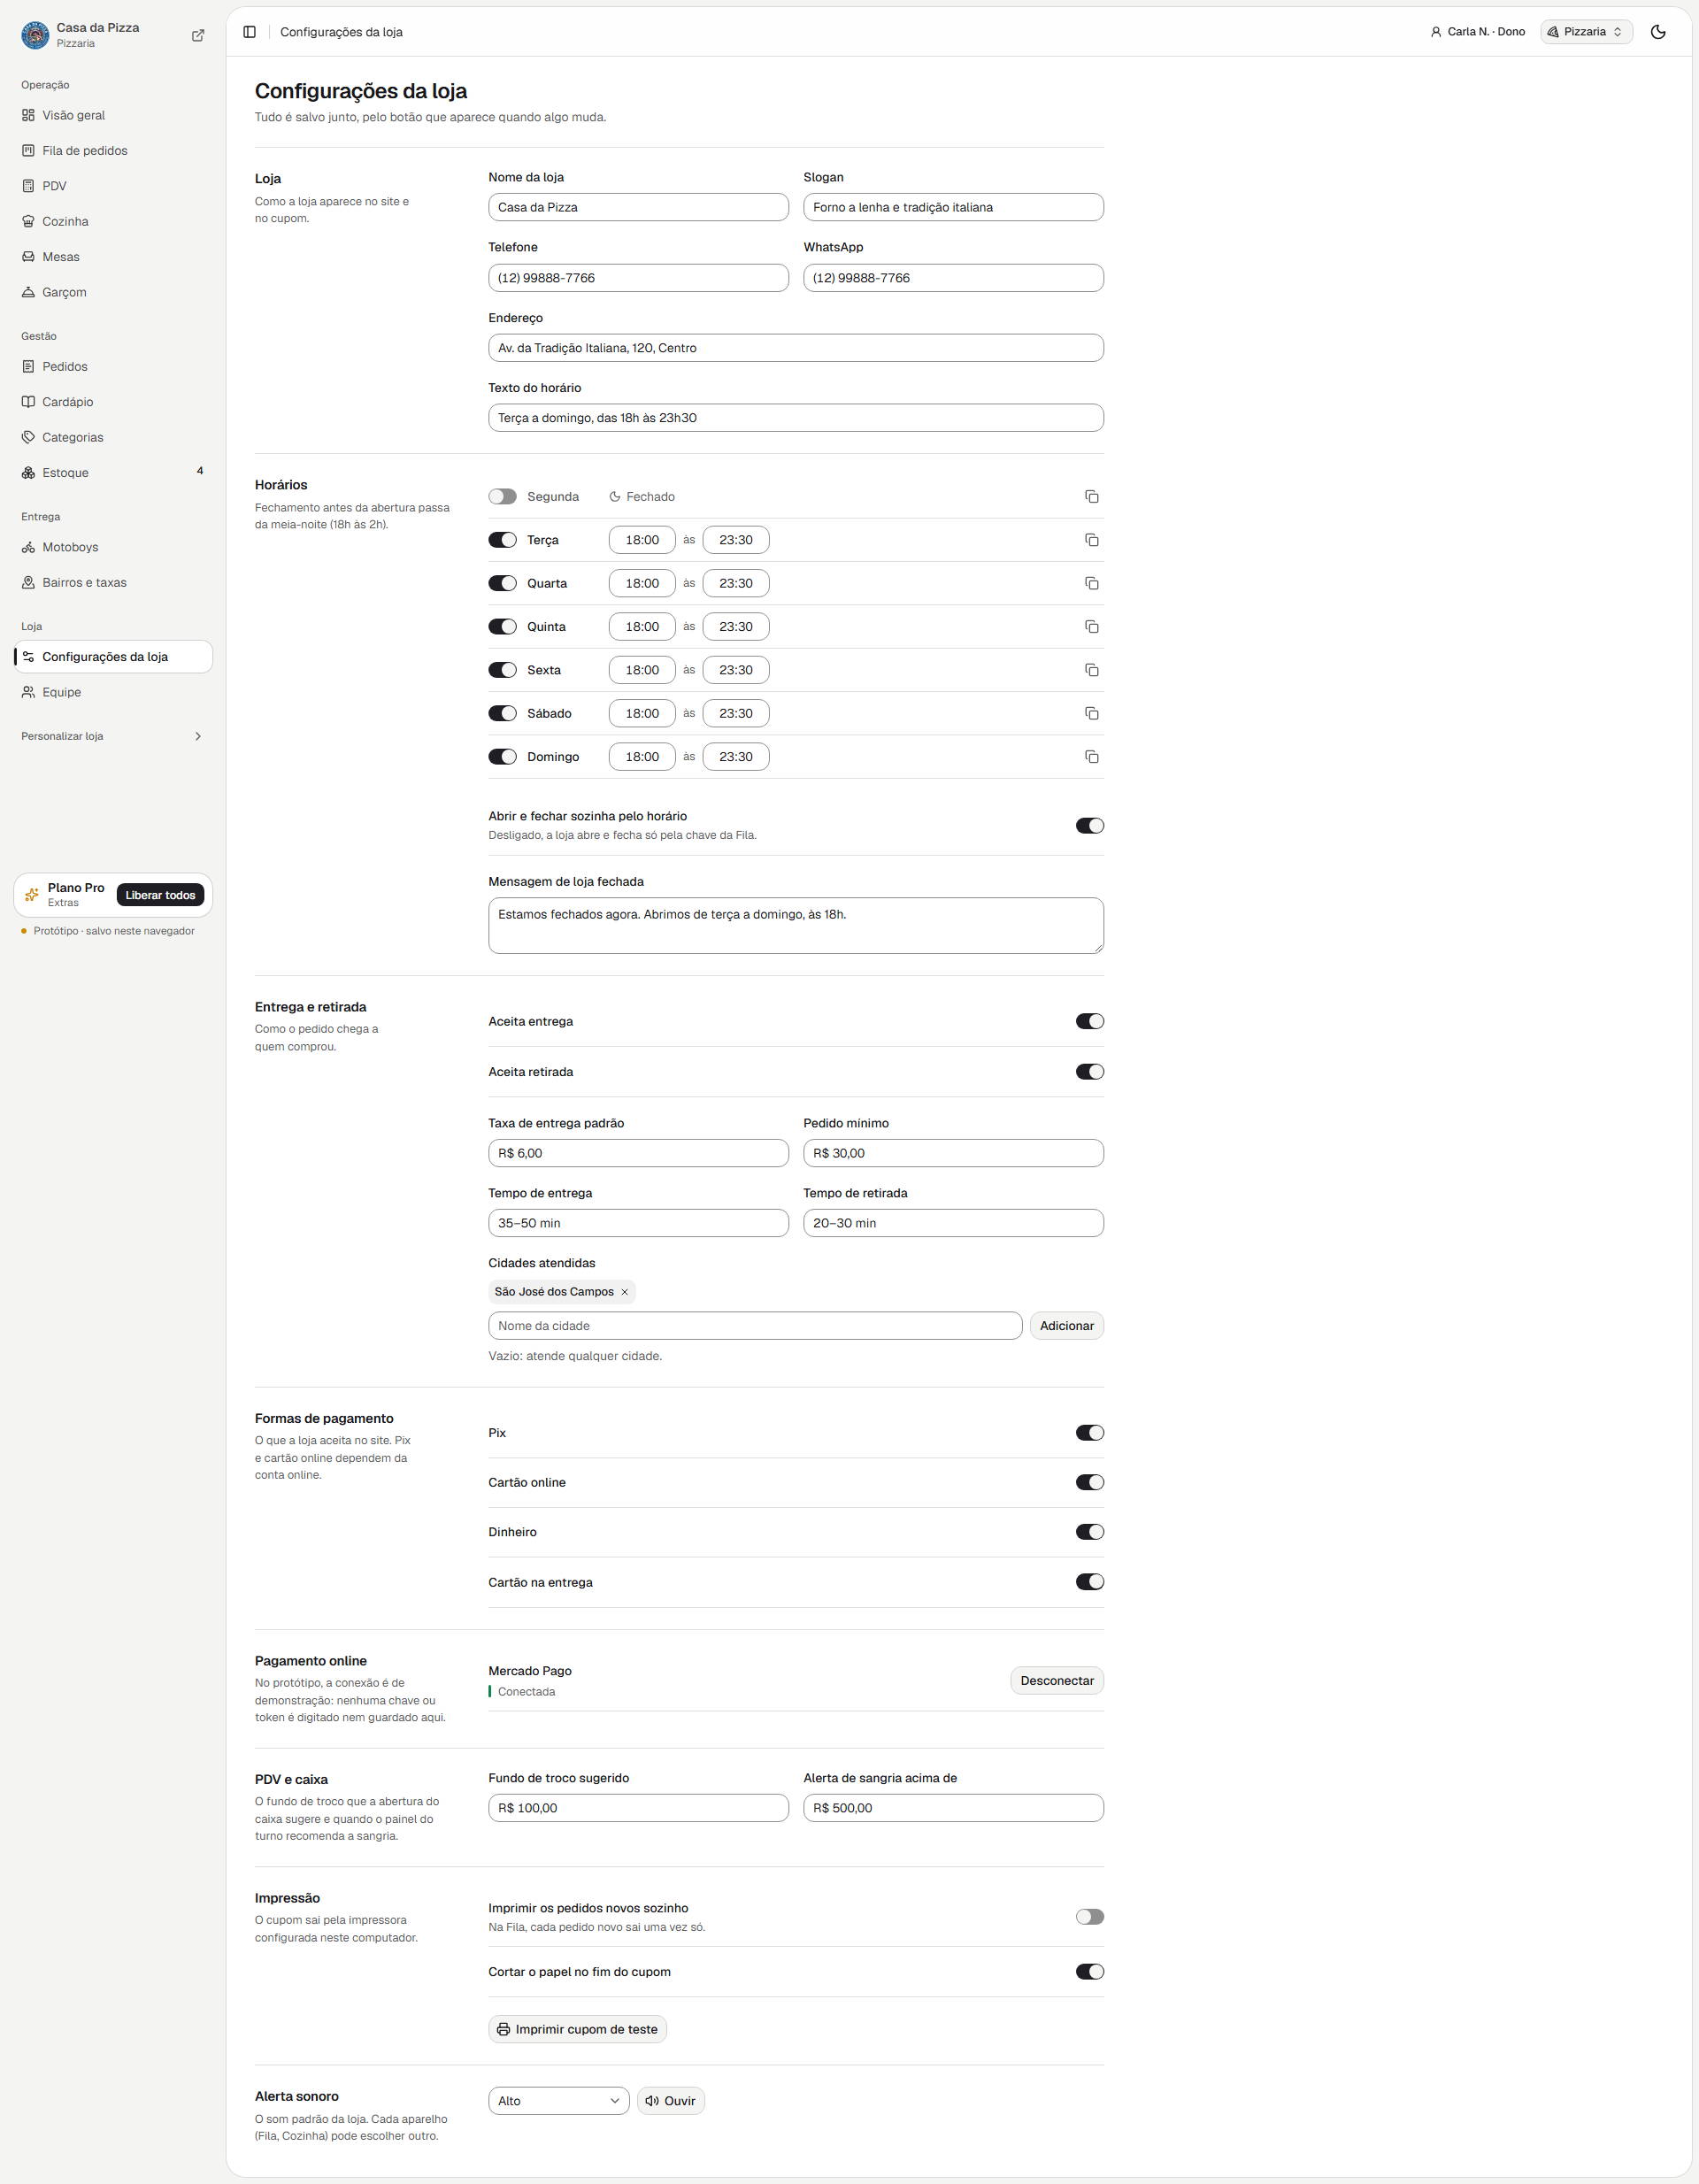 Casa da Pizza
Pizzaria
Operação
Visão geral
Fila de pedidos
PDV
Cozinha
Mesas
Garçom
Gestão
Pedidos
Cardápio
Categorias
Estoque 4
Entrega
Motoboys
Bairros e taxas
Loja
Configurações da loja
Equipe
Personalizar loja
Plano Pro
Extras
Liberar todos
Protótipo · salvo neste navegador
Configurações da loja
Carla N. · Dono
Pizzaria
Configurações da loja
Tudo é salvo junto, pelo botão que aparece quando algo muda.
Loja
Como a loja aparece no site e
no cupom.
Nome da loja
Casa da Pizza
Slogan
Forno a lenha e tradição italiana
Telefone
(12) 99888-7766
WhatsApp
(12) 99888-7766
Endereço
Av. da Tradição Italiana, 120, Centro
Texto do horário
Terça a domingo, das 18h às 23h30
Horários
Fechamento antes da abertura passa
da meia-noite (18h às 2h).
Segunda Fechado
Terça 18:00 às 23:30
Quarta 18:00 às 23:30
Quinta 18:00 às 23:30
Sexta 18:00 às 23:30
Sábado 18:00 às 23:30
Domingo 18:00 às 23:30
Abrir e fechar sozinha pelo horário
Desligado, a loja abre e fecha só pela chave da Fila.
Mensagem de loja fechada
Estamos fechados agora. Abrimos de terça a domingo, às 18h.
Entrega e retirada
Como o pedido chega a
quem comprou.
Aceita entrega
Aceita retirada
Taxa de entrega padrão
R$ 6,00
Pedido mínimo
R$ 30,00
Tempo de entrega
35–50 min
Tempo de retirada
20–30 min
Cidades atendidas
São José dos Campos
Nome da cidade
Adicionar
Vazio: atende qualquer cidade.
Formas de pagamento
O que a loja aceita no site. Pix
e cartão online dependem da
conta online.
Pix
Cartão online
Dinheiro
Cartão na entrega
Pagamento online
No protótipo, a conexão é de
demonstração: nenhuma chave ou
token é digitado nem guardado aqui.
Mercado Pago
Conectada
Desconectar
PDV e caixa
O fundo de troco que a abertura do
caixa sugere e quando o painel do
turno recomenda a sangria.
Fundo de troco sugerido
R$ 100,00
Alerta de sangria acima de
R$ 500,00
Impressão
O cupom sai pela impressora
configurada neste computador.
Imprimir os pedidos novos sozinho
Na Fila, cada pedido novo sai uma vez só.
Cortar o papel no fim do cupom
Imprimir cupom de teste
Alerta sonoro
O som padrão da loja. Cada aparelho
(Fila, Cozinha) pode escolher outro.
Alto
Ouvir